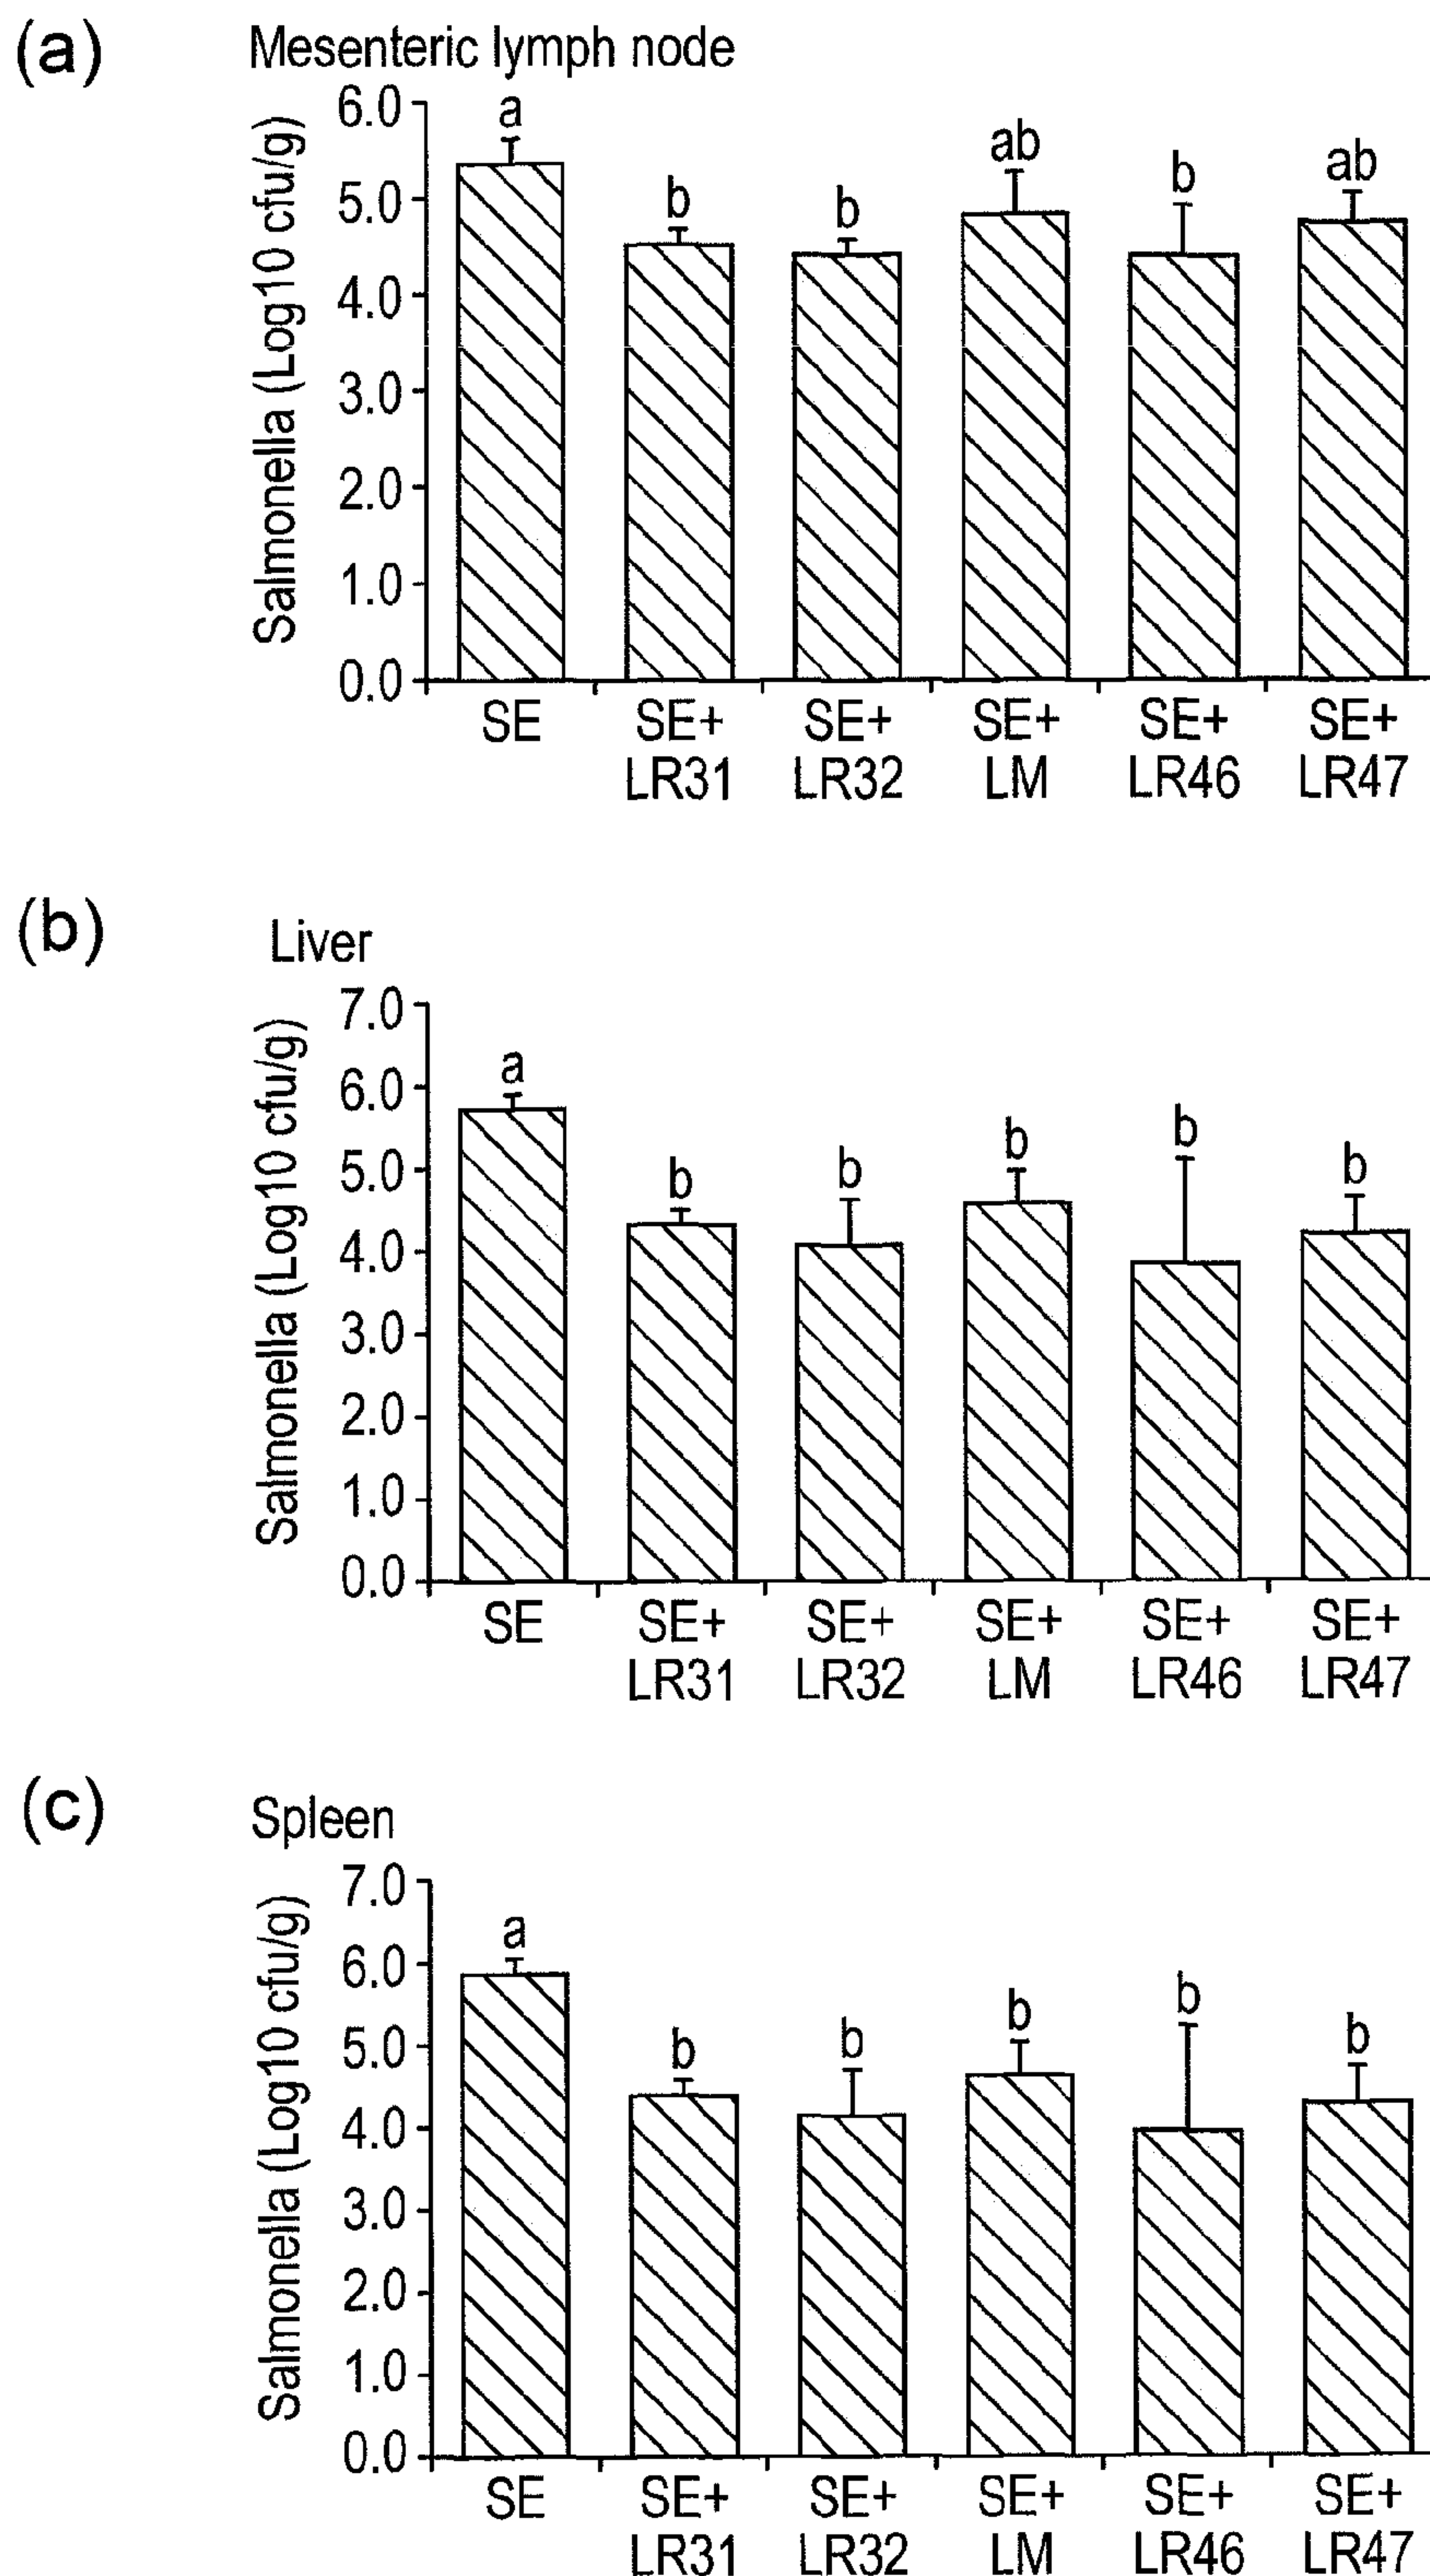 (a) Mesenteric lymph node
Salmonella (Log10 cfu/g)
6.0
5.0
4.0
3.0
2.0
1.0
0.0
a b b ab b ab
SE SE+ SE+ SE+ SE+ SE+
LR31 LR32 LM LR46 LR47
(b) Liver
Salmonella (Log10 cfu/g)
7.0
6.0
5.0
4.0
3.0
2.0
1.0
0.0
a b b b b b
SE SE+ SE+ SE+ SE+ SE+
LR31 LR32 LM LR46 LR47
(c) Spleen
Salmonella (Log10 cfu/g)
7.0
6.0
5.0
4.0
3.0
2.0
1.0
0.0
a b b b b b
SE SE+ SE+ SE+ SE+ SE+
LR31 LR32 LM LR46 LR47